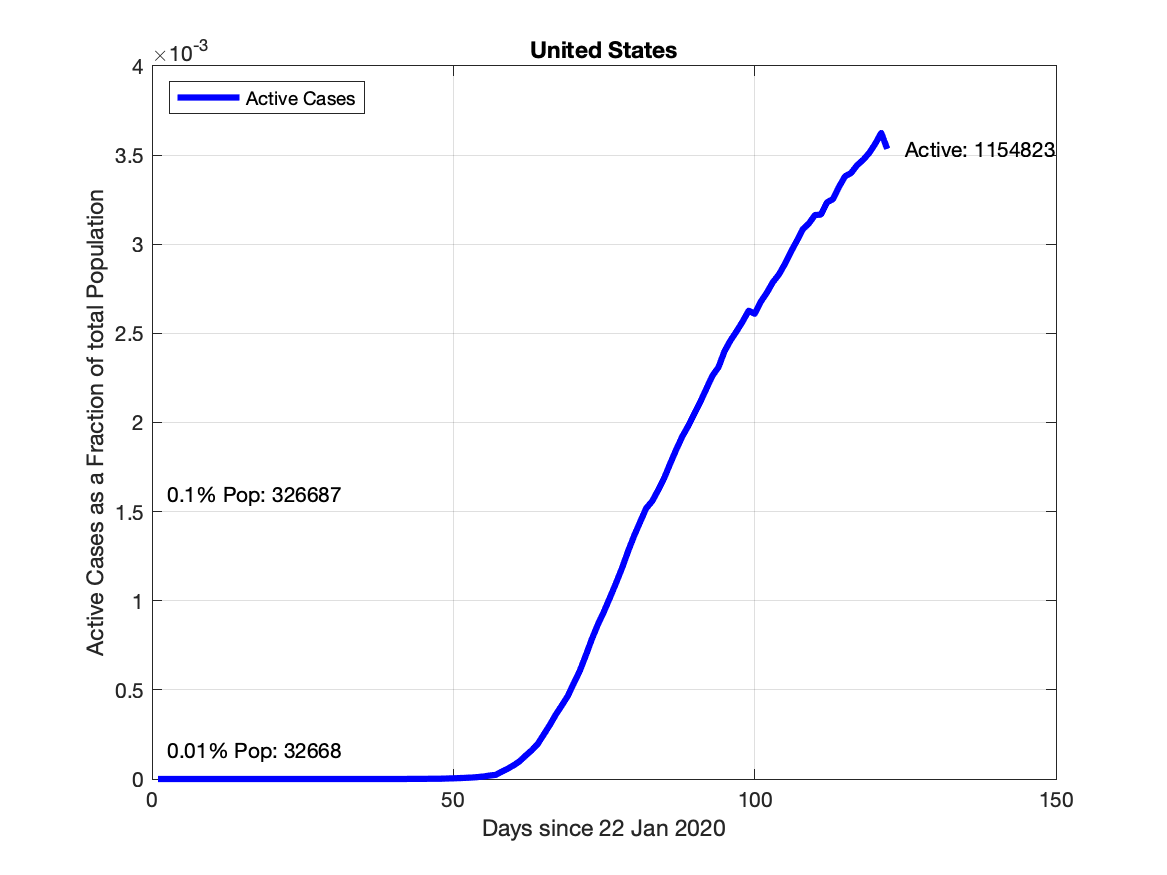 United States
×10-3
4
3.5
3
2.5
2
1.5
1
0.5
0
Active Cases as a Fraction of total Population
Active Cases
Active: 1154823
0.1% Pop: 326687
0.01% Pop: 32668
0
50
100
150
Days since 22 Jan 2020